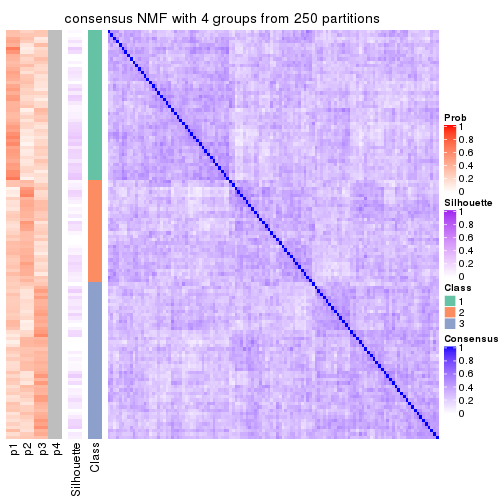 consensus NMF with 4 groups from 250 partitions
Prob
1
0.8
0.6
0.4
0.2
0
Silhouette
1
0.8
0.6
0.4
0.2
0
Class
1
2
3
Consensus
1
0.8
0.6
0.4
0.2
0
p1
p2
p3
p4
Silhouette
Class